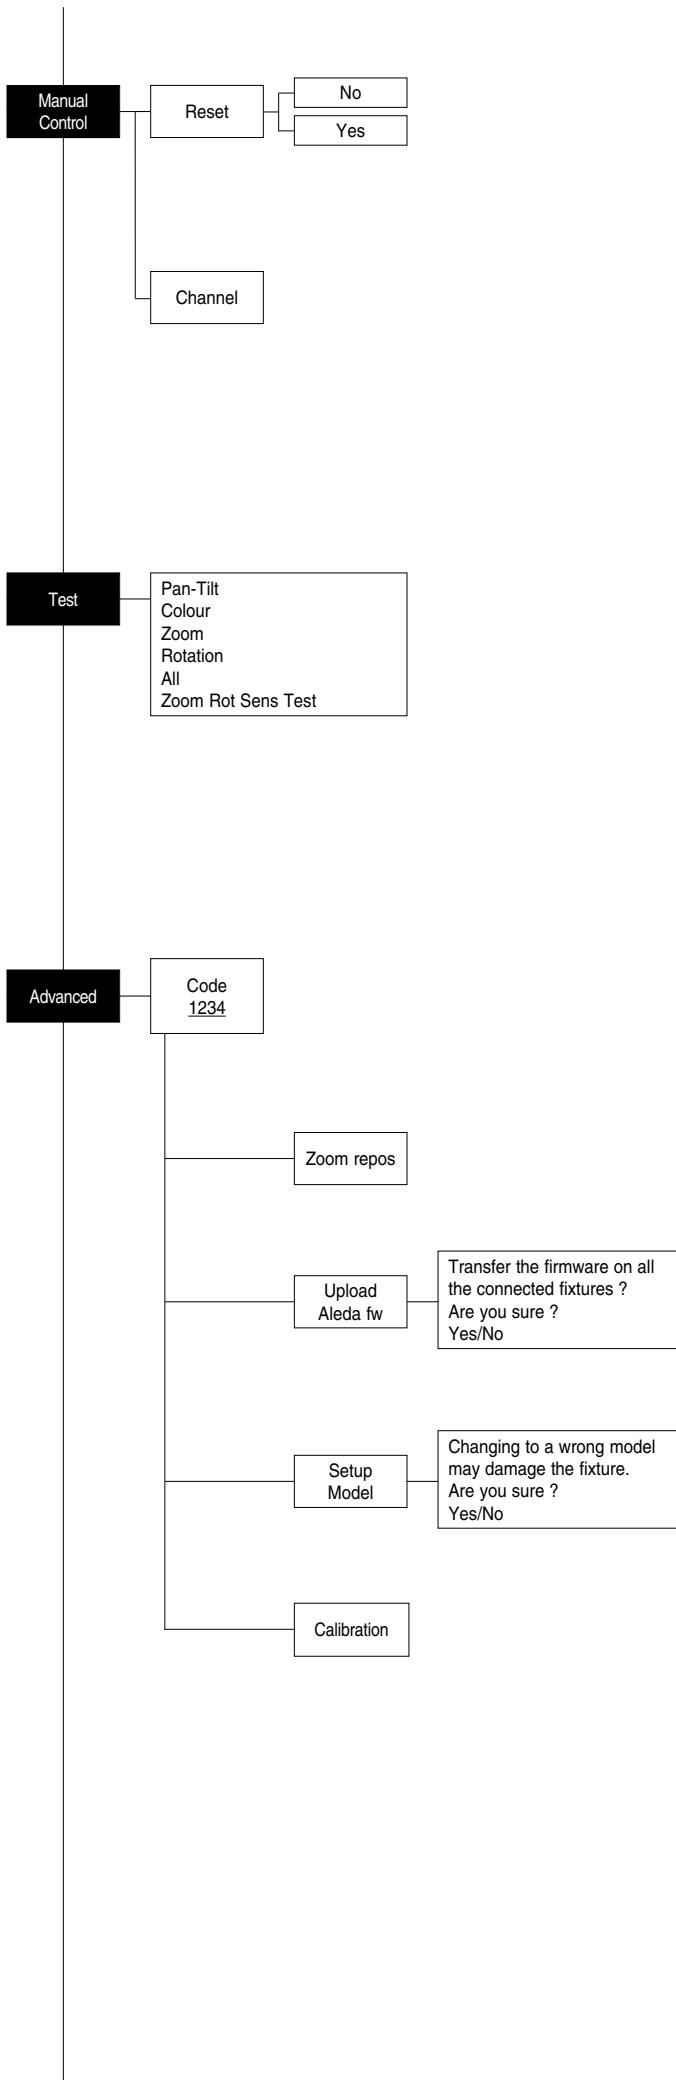 Manual
Control
Reset
No
Yes
Channel
Test
Pan-Tilt
Colour
Zoom
Rotation
All
Zoom Rot Sens Test
Advanced
Code
1234
Zoom repos
Upload
Aleda fw
Transfer the firmware on all
the connected fixtures ?
Are you sure ?
Yes/No
Setup
Model
Changing to a wrong model
may damage the fixture.
Are you sure ?
Yes/No
Calibration